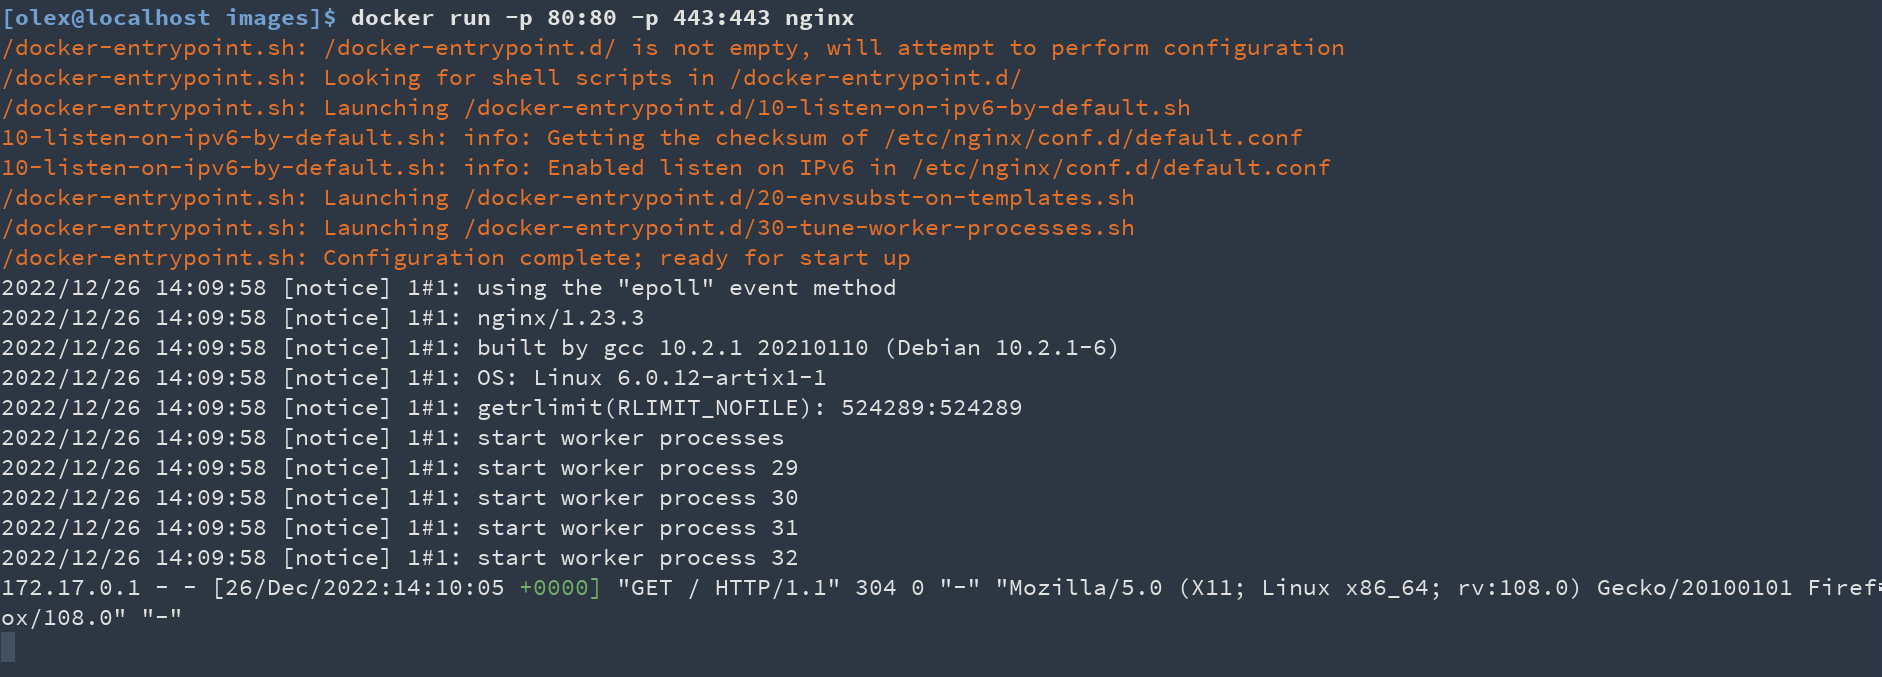 [olex@localhost images]$ docker run -p 80:80 -p 443:443 nginx
/docker-entrypoint.sh: /docker-entrypoint.d/ is not empty, will attempt to perform configuration
/docker-entrypoint.sh: Looking for shell scripts in /docker-entrypoint.d/
/docker-entrypoint.sh: Launching /docker-entrypoint.d/10-listen-on-ipv6-by-default.sh
10-listen-on-ipv6-by-default.sh: info: Getting the checksum of /etc/nginx/conf.d/default.conf
10-listen-on-ipv6-by-default.sh: info: Enabled listen on IPv6 in /etc/nginx/conf.d/default.conf
/docker-entrypoint.sh: Launching /docker-entrypoint.d/20-envsubst-on-templates.sh
/docker-entrypoint.sh: Launching /docker-entrypoint.d/30-tune-worker-processes.sh
/docker-entrypoint.sh: Configuration complete; ready for start up
2022/12/26 14:09:58 [notice] 1#1: using the "epoll" event method
2022/12/26 14:09:58 [notice] 1#1: nginx/1.23.3
2022/12/26 14:09:58 [notice] 1#1: built by gcc 10.2.1 20210110 (Debian 10.2.1-6)
2022/12/26 14:09:58 [notice] 1#1: OS: Linux 6.0.12-artix1-1
2022/12/26 14:09:58 [notice] 1#1: getrlimit(RLIMIT_NOFILE): 524289:524289
2022/12/26 14:09:58 [notice] 1#1: start worker processes
2022/12/26 14:09:58 [notice] 1#1: start worker process 29
2022/12/26 14:09:58 [notice] 1#1: start worker process 30
2022/12/26 14:09:58 [notice] 1#1: start worker process 31
2022/12/26 14:09:58 [notice] 1#1: start worker process 32
172.17.0.1 - - [26/Dec/2022:14:10:05 +0000] "GET / HTTP/1.1" 304 0 "-" "Mozilla/5.0 (X11; Linux x86_64; rv:108.0) Gecko/20100101 Firef
ox/108.0" "-"